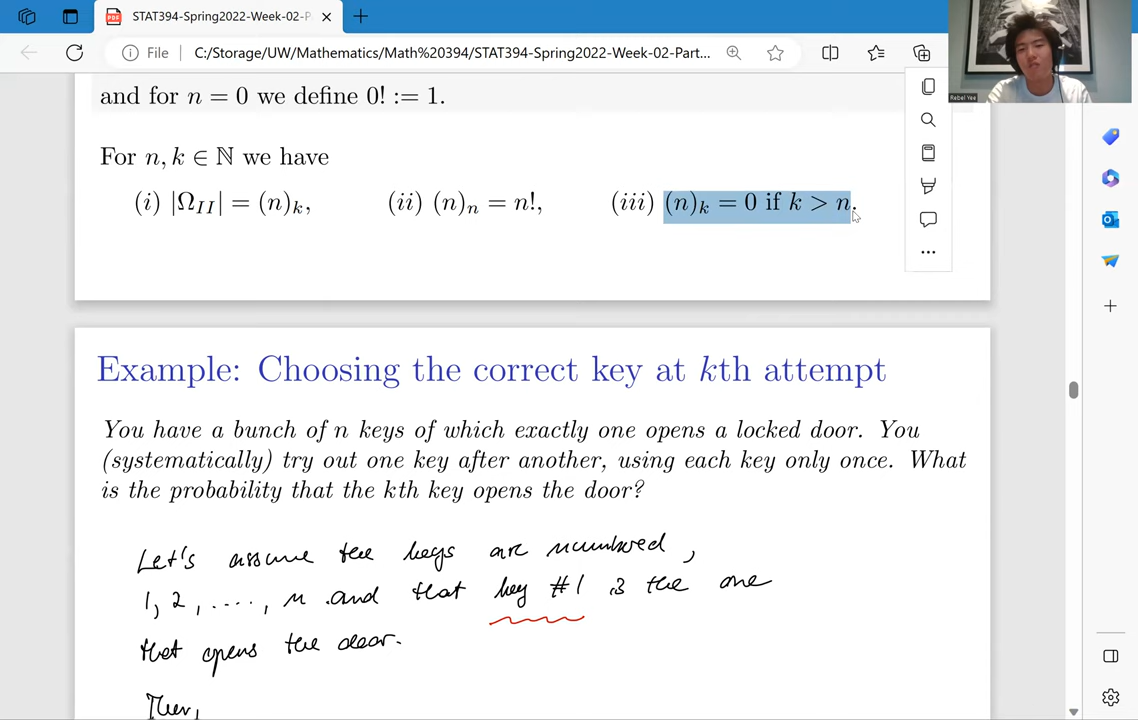 STAT394-Spring2022-Week-02-P
File
C:/Storage/UW/Mathematics/Math%20394/STAT394-Spring2022-Week-02-Part...
Rebel Yee
and for n = 0 we define 0! := 1.
For n, k ∈ ℕ we have
(i) |Ω_II| = (n)_k, (ii) (n)_n = n!, (iii) (n)_k = 0 if k > n.
Example: Choosing the correct key at kth attempt
You have a bunch of n keys of which exactly one opens a locked door. You
(systematically) try out one key after another, using each key only once. What
is the probability that the kth key opens the door?
Let's assume the keys are numbered,
1, 2, ...., n .and that key #1 is the one
that opens the door.
Then,